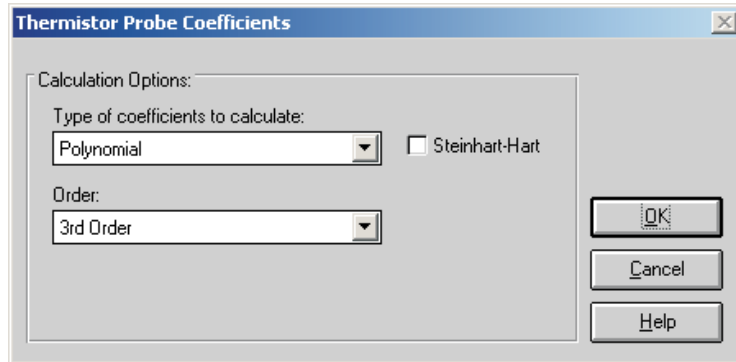 Thermistor Probe Coefficients
Calculation Options:
Type of coefficients to calculate:
Polynomial
Steinhart-Hart
Order:
3rd Order
OK
Cancel
Help